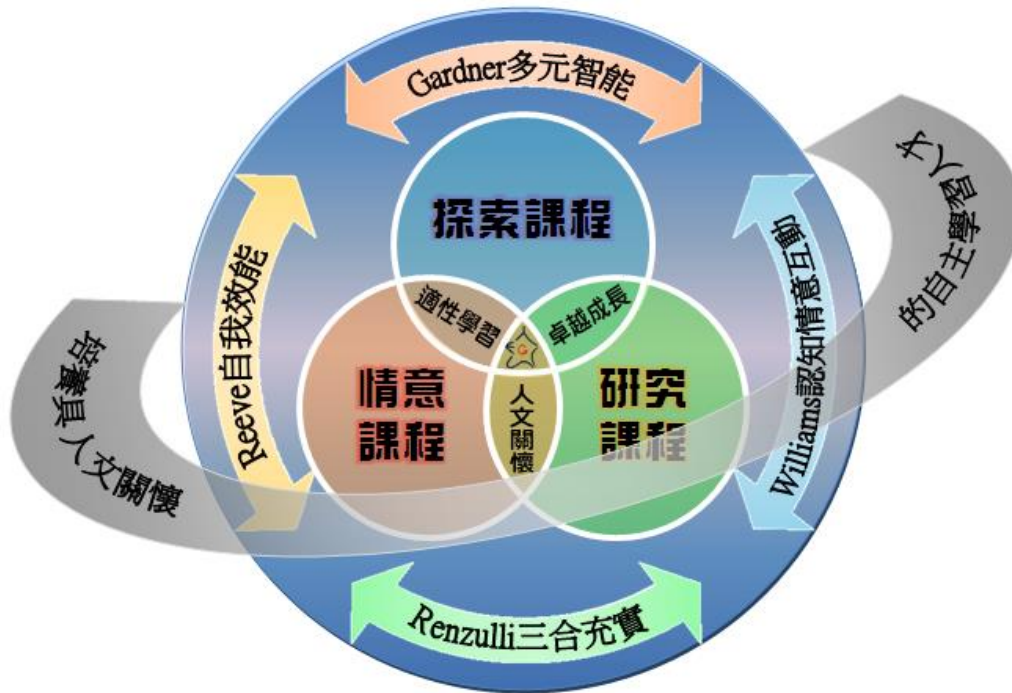 Gardner多元智能
探索課程
適性學習
卓越成長
情意
課程
研究
課程
人文關懷
Reeve自我效能
Williams認知情意互動
Renzulli三合充實
培養具人文關懷
的自主學習人才